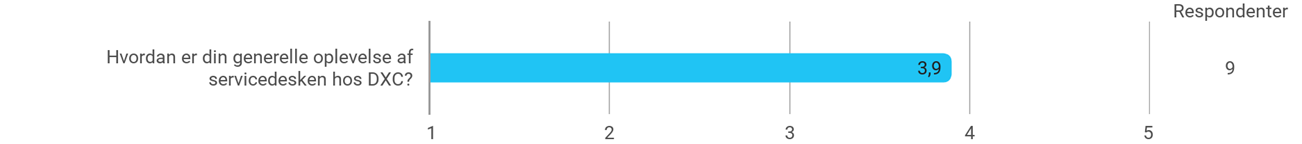 Respondenter
Hvordan er din generelle oplevelse af
servicedesken hos DXC?
3,9
9
1
2
3
4
5